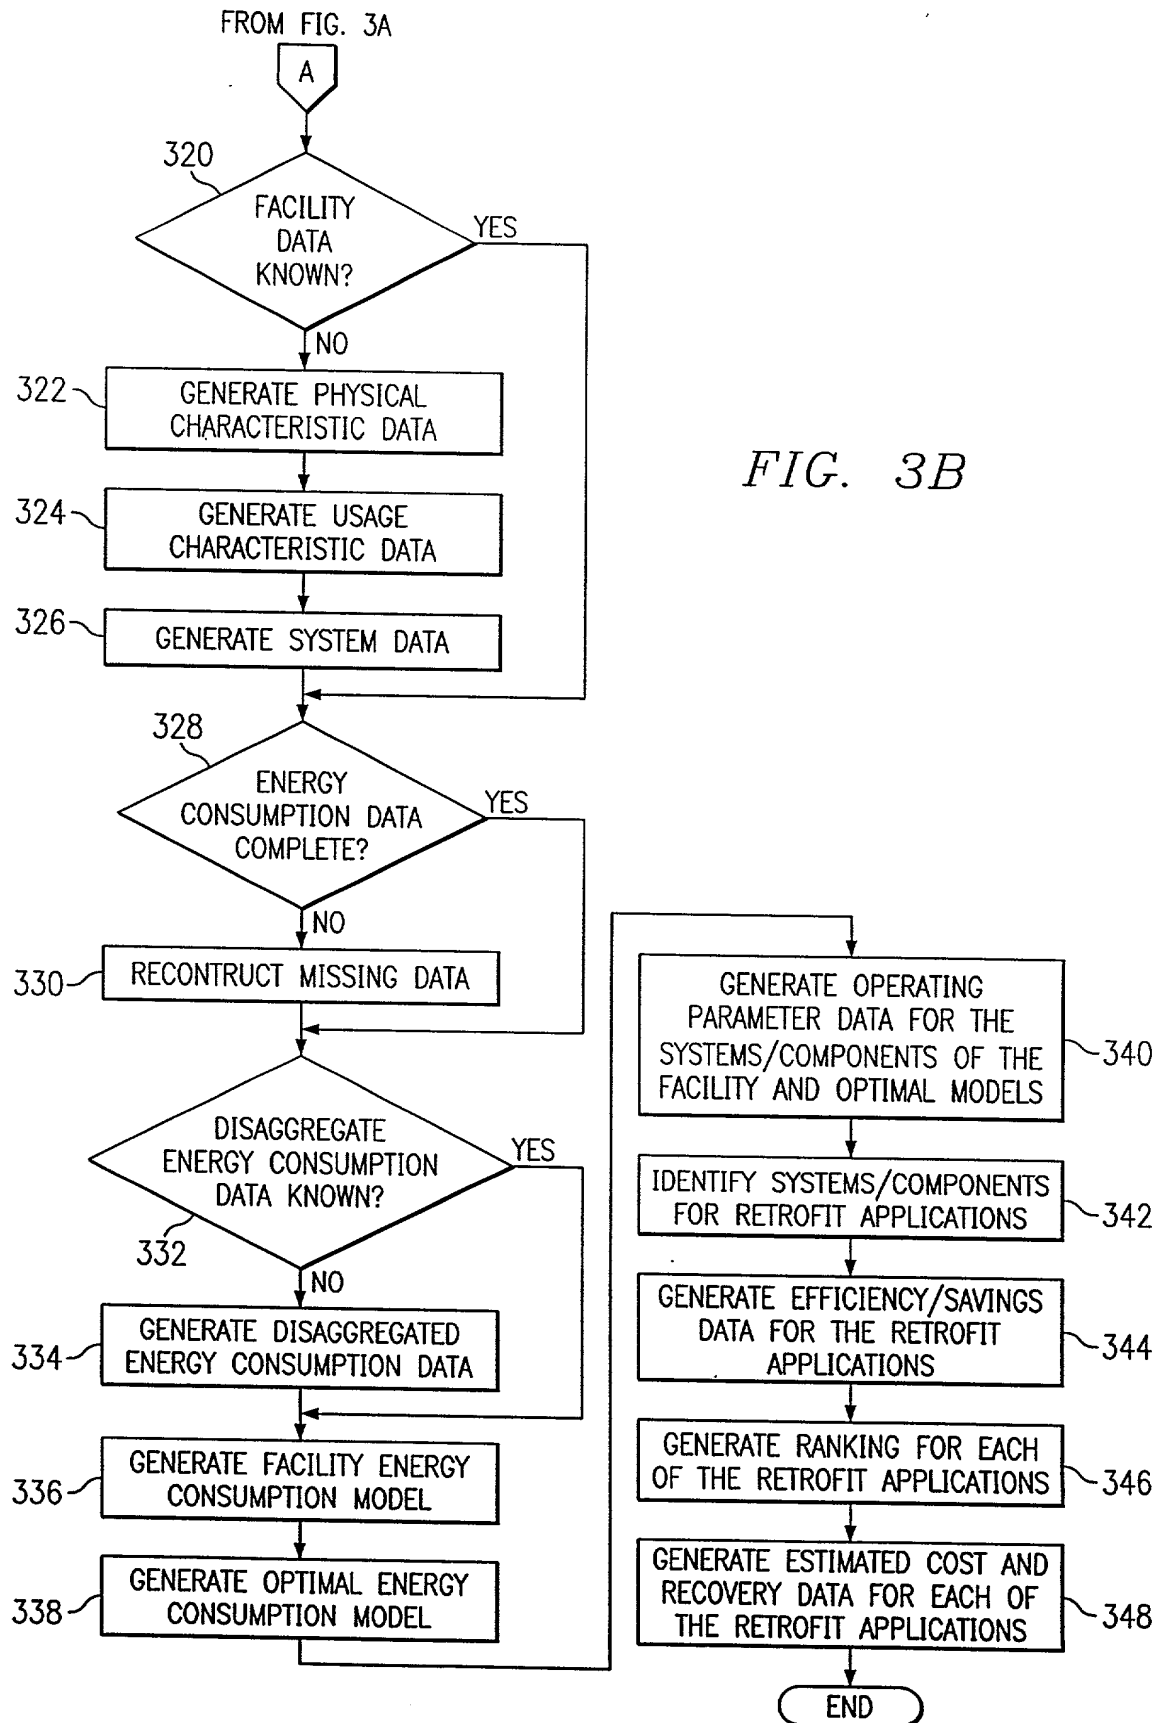 FROM FIG. 3A
A
320
FACILITY
DATA
KNOWN?
YES
NO
322
GENERATE PHYSICAL
CHARACTERISTIC DATA
324
GENERATE USAGE
CHARACTERISTIC DATA
326
GENERATE SYSTEM DATA
328
ENERGY
CONSUMPTION DATA
COMPLETE?
YES
NO
330
RECONTRUCT MISSING DATA
DISAGGREGATE
ENERGY CONSUMPTION
DATA KNOWN?
YES
332
NO
334
GENERATE DISAGGREGATED
ENERGY CONSUMPTION DATA
336
GENERATE FACILITY ENERGY
CONSUMPTION MODEL
338
GENERATE OPTIMAL ENERGY
CONSUMPTION MODEL
FIG. 3B
GENERATE OPERATING
PARAMETER DATA FOR THE
SYSTEMS/COMPONENTS OF THE
FACILITY AND OPTIMAL MODELS
340
IDENTIFY SYSTEMS/COMPONENTS
FOR RETROFIT APPLICATIONS
342
GENERATE EFFICIENCY/SAVINGS
DATA FOR THE RETROFIT
APPLICATIONS
344
GENERATE RANKING FOR EACH
OF THE RETROFIT APPLICATIONS
346
GENERATE ESTIMATED COST AND
RECOVERY DATA FOR EACH OF
THE RETROFIT APPLICATIONS
348
END